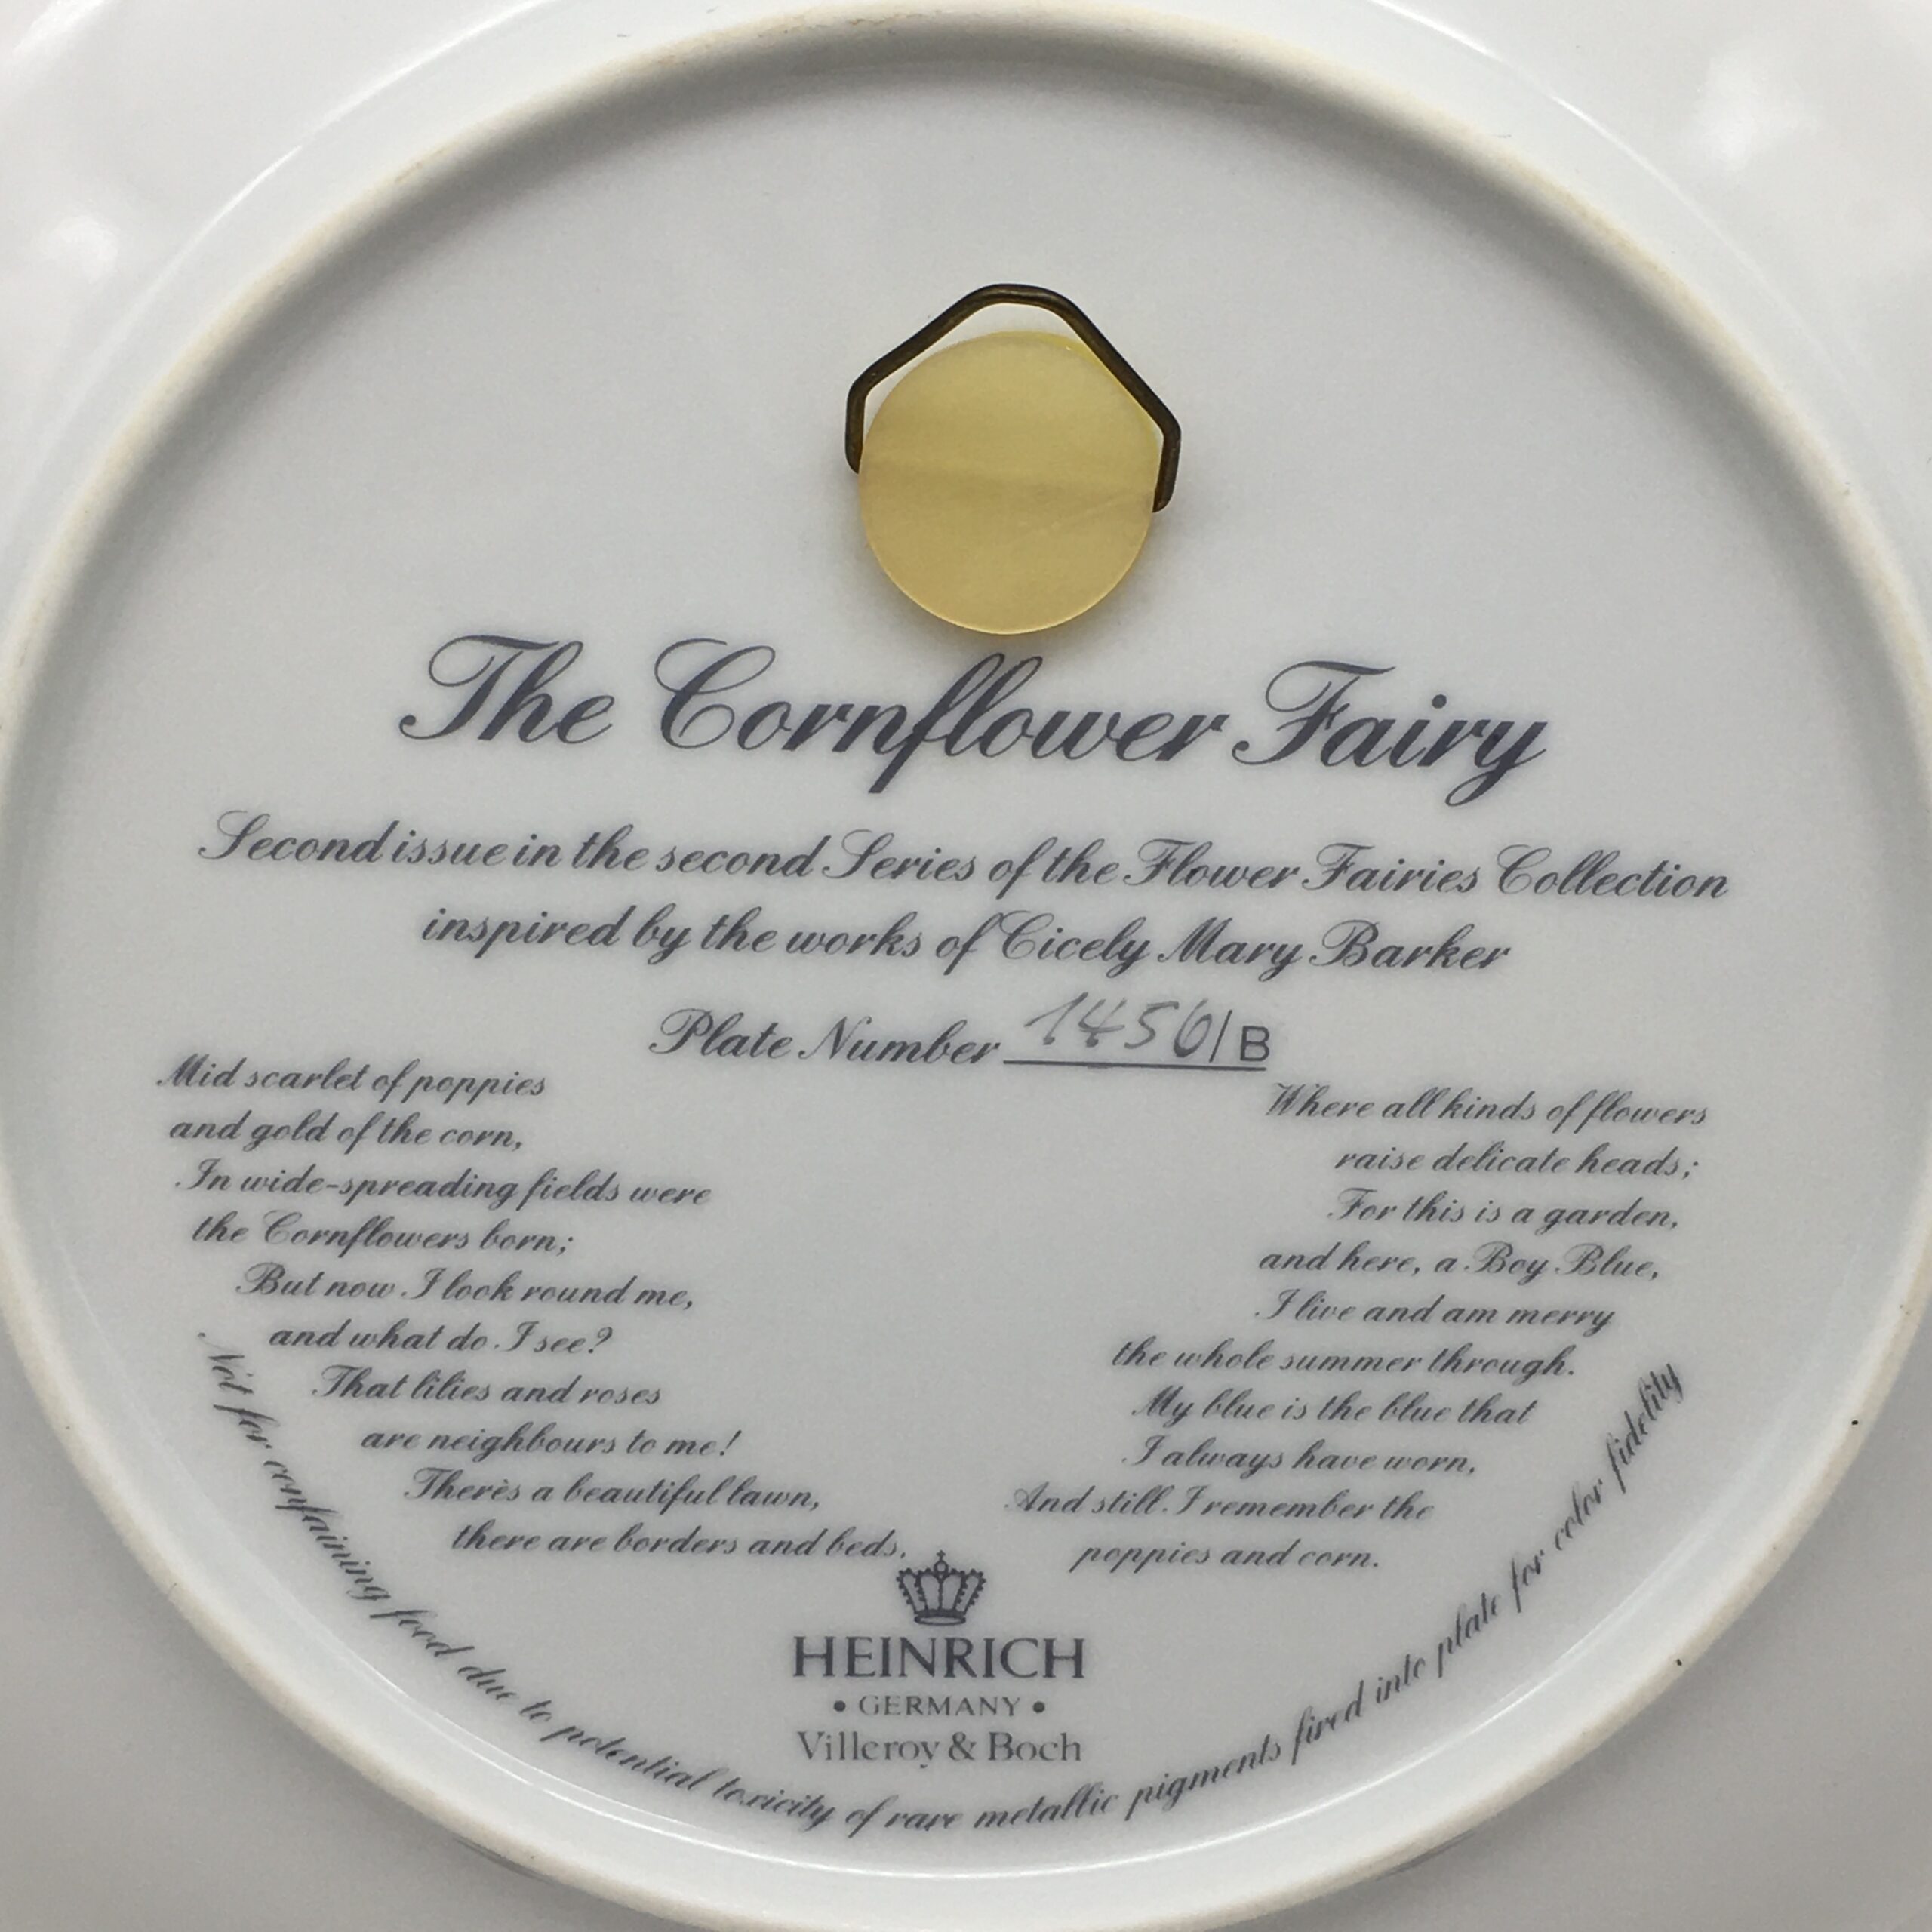 The Cornflower Fairy
Second issue in the second Series of the Flower Fairies Collection
inspired by the works of Cicely Mary Barker
Plate Number 1456/B
Mid scarlet of poppies
and gold of the corn,
In wide-spreading fields were
the Cornflowers born;
But now I look round me,
and what do I see?
That lilies and roses
are neighbours to me!
There's a beautiful lawn,
there are borders and beds.
Where all kinds of flowers
raise delicate heads;
For this is a garden,
and here, a Boy Blue,
I live and am merry
the whole summer through.
My blue is the blue that
I always have worn,
And still I remember the
poppies and corn.
HEINRICH
• GERMANY •
Villeroy & Boch
Not for containing food due to potential toxicity of rare metallic pigments fired into plate for color fidelity